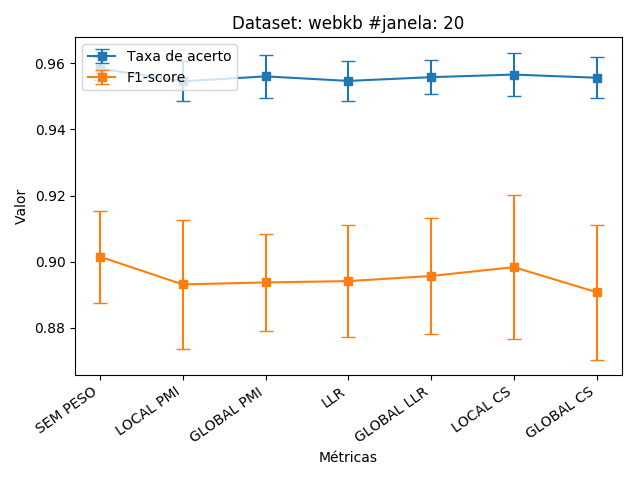 Dataset: webkb #janela: 20
Taxa de acerto
F1-score
Valor
0.96
0.94
0.92
0.90
0.88
SEM PESO
LOCAL PMI
GLOBAL PMI
LLR
GLOBAL LLR
LOCAL CS
GLOBAL CS
Métricas